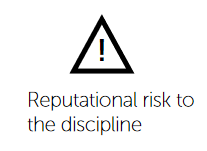 !
Reputational risk to
the discipline